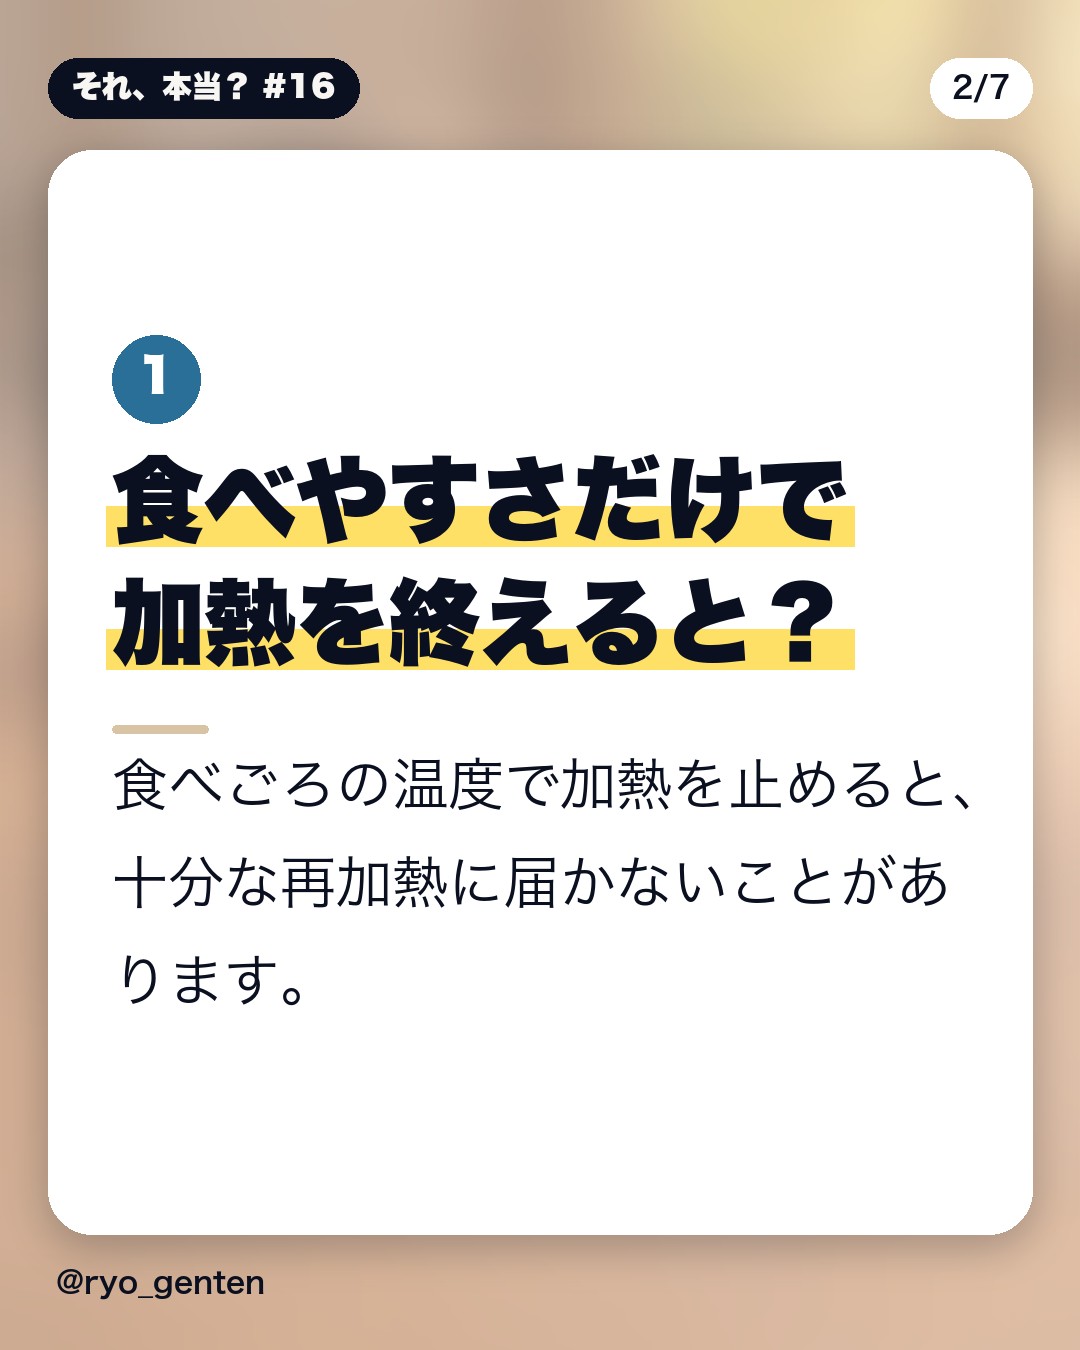 それ、本当？ #16
2/7
1
食べやすさだけで
加熱を終えると？
食べごろの温度で加熱を止めると、
十分な再加熱に届かないことがあ
ります。
@ryo_genten